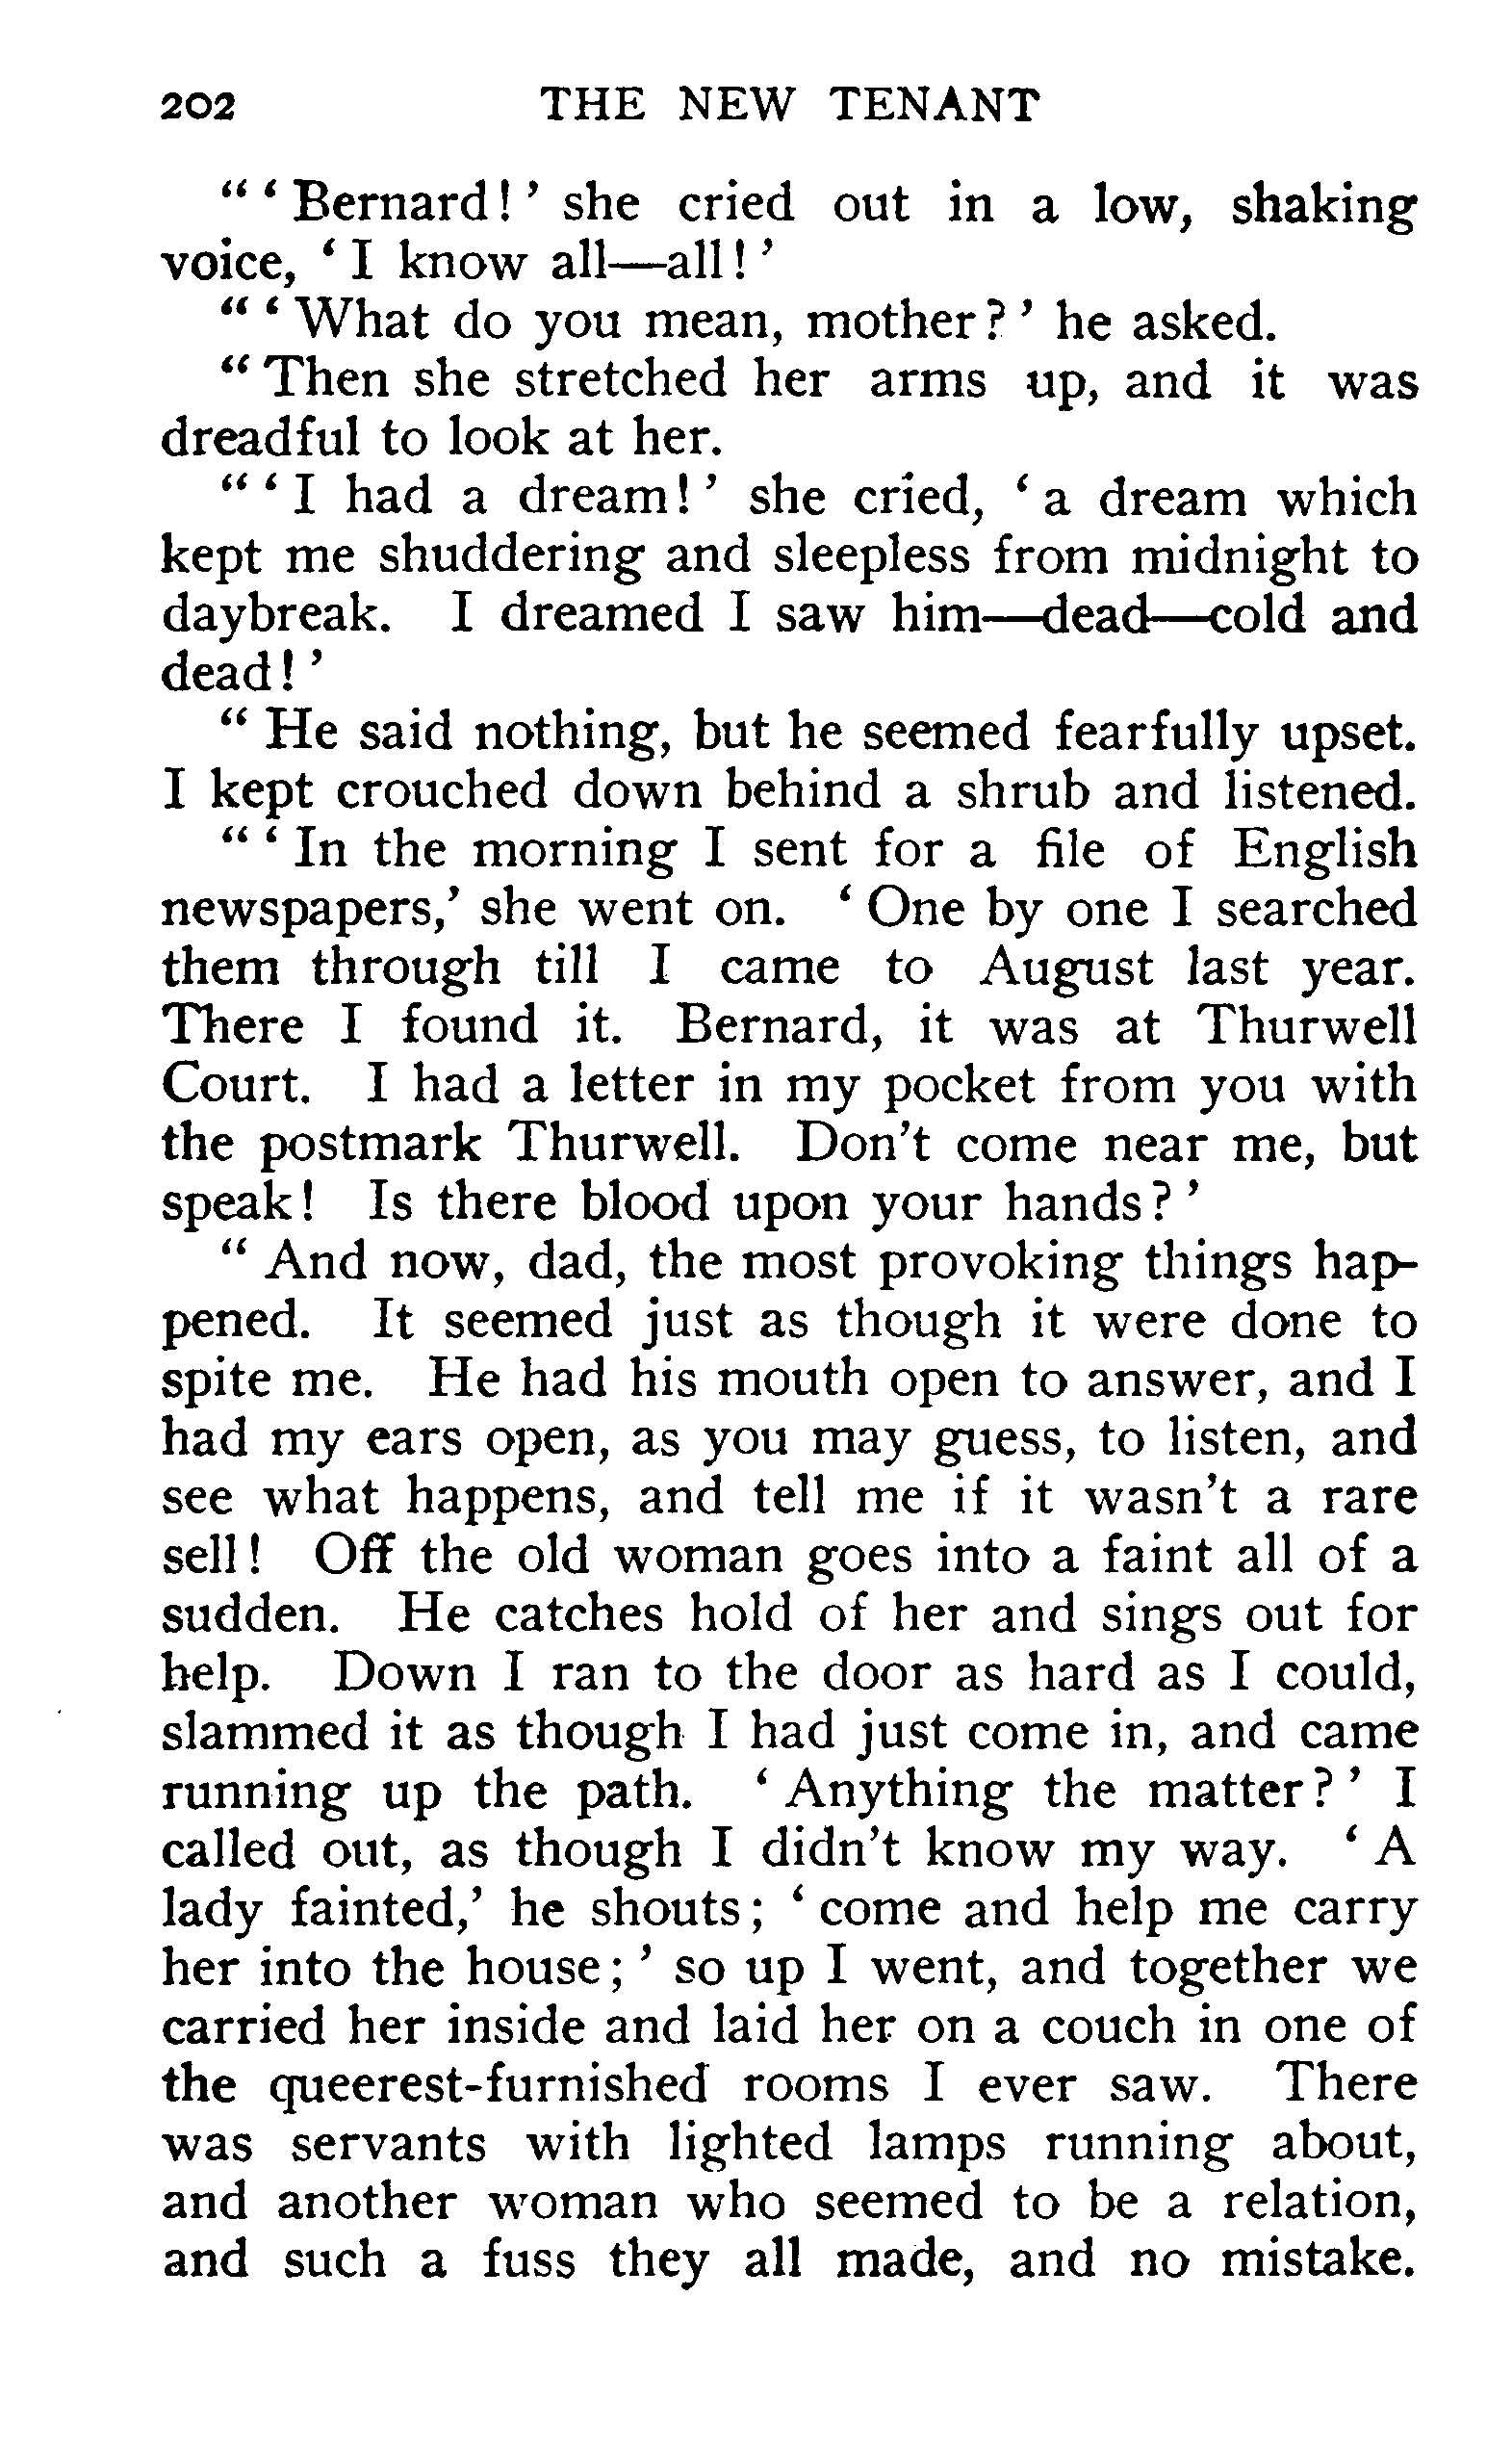 202 THE NEW TENANT
“ ‘ Bernard! ’ she cried out in a low, shaking
voice, ‘ I know all—all! ’
“ ‘ What do you mean, mother? ’ he asked.
“ Then she stretched her arms up, and it was
dreadful to look at her.
“ ‘ I had a dream! ’ she cried, ‘ a dream which
kept me shuddering and sleepless from midnight to
daybreak. I dreamed I saw him—dead—cold and
dead! ’
“ He said nothing, but he seemed fearfully upset.
I kept crouched down behind a shrub and listened.
“ ‘ In the morning I sent for a file of English
newspapers,’ she went on. ‘ One by one I searched
them through till I came to August last year.
There I found it. Bernard, it was at Thurwell
Court. I had a letter in my pocket from you with
the postmark Thurwell. Don’t come near me, but
speak! Is there blood upon your hands? ’
“ And now, dad, the most provoking things hap-
pened. It seemed just as though it were done to
spite me. He had his mouth open to answer, and I
had my ears open, as you may guess, to listen, and
see what happens, and tell me if it wasn’t a rare
sell! Off the old woman goes into a faint all of a
sudden. He catches hold of her and sings out for
help. Down I ran to the door as hard as I could,
slammed it as though I had just come in, and came
running up the path. ‘ Anything the matter? ’ I
called out, as though I didn’t know my way. ‘ A
lady fainted,’ he shouts; ‘ come and help me carry
her into the house; ’ so up I went, and together we
carried her inside and laid her on a couch in one of
the queerest-furnished rooms I ever saw. There
was servants with lighted lamps running about,
and another woman who seemed to be a relation,
and such a fuss they all made, and no mistake.